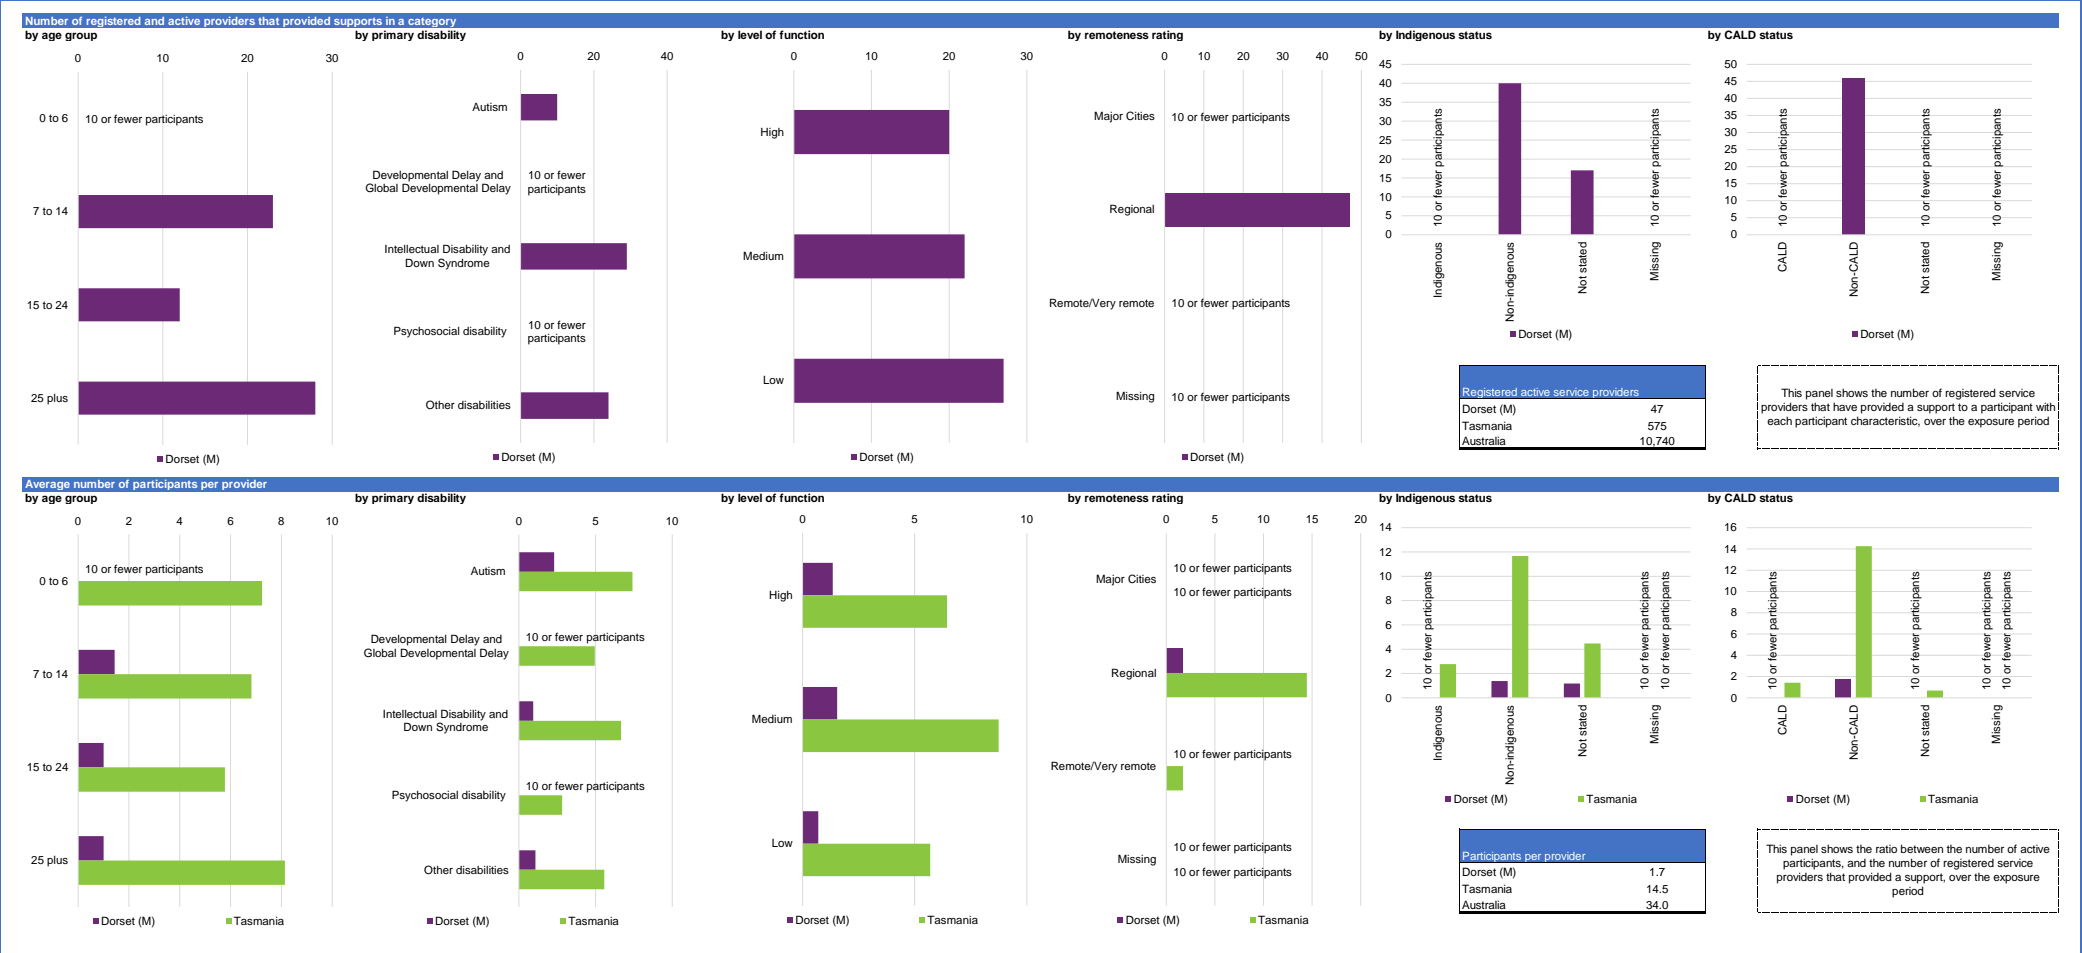 Number of registered and active providers that provided supports in a category
by age group
0 10 20 30
0 to 6
10 or fewer participants
7 to 14
15 to 24
25 plus
Dorset (M)
by primary disability
0 20 40
Autism
Developmental Delay and
Global Developmental Delay
10 or fewer
participants
Intellectual Disability and
Down Syndrome
Psychosocial disability
10 or fewer
participants
Other disabilities
Dorset (M)
by level of function
0 10 20 30
High
Medium
Low
Dorset (M)
by remoteness rating
0 10 20 30 40 50
Major Cities
10 or fewer participants
Regional
Remote/Very remote
10 or fewer participants
Missing
10 or fewer participants
Dorset (M)
by Indigenous status
45
40
35
30
25
20
15
10
5
0
10 or fewer participants
10 or fewer participants
Indigenous
Non-indigenous
Not stated
Missing
Dorset (M)
by CALD status
50
45
40
35
30
25
20
15
10
5
0
10 or fewer participants
10 or fewer participants
10 or fewer participants
CALD
Non-CALD
Not stated
Missing
Dorset (M)
Registered active service providers
Dorset (M) 47
Tasmania 575
Australia 10,740
This panel shows the number of registered service
providers that have provided a support to a participant with
each participant characteristic, over the exposure period
Average number of participants per provider
by age group
0 2 4 6 8 10
0 to 6
10 or fewer participants
7 to 14
15 to 24
25 plus
Dorset (M) Tasmania
by primary disability
0 5 10
Autism
Developmental Delay and
Global Developmental Delay
10 or fewer participants
Intellectual Disability and
Down Syndrome
Psychosocial disability
10 or fewer participants
Other disabilities
Dorset (M) Tasmania
by level of function
0 5 10
High
Medium
Low
Dorset (M) Tasmania
by remoteness rating
0 5 10 15 20
Major Cities
10 or fewer participants
10 or fewer participants
Regional
Remote/Very remote
10 or fewer participants
Missing
10 or fewer participants
10 or fewer participants
Dorset (M) Tasmania
by Indigenous status
14
12
10
8
6
4
2
0
10 or fewer participants
10 or fewer participants
10 or fewer participants
Indigenous
Non-indigenous
Not stated
Missing
Dorset (M) Tasmania
by CALD status
16
14
12
10
8
6
4
2
0
10 or fewer participants
10 or fewer participants
10 or fewer participants
10 or fewer participants
CALD
Non-CALD
Not stated
Missing
Dorset (M) Tasmania
Participants per provider
Dorset (M) 1.7
Tasmania 14.5
Australia 34.0
This panel shows the ratio between the number of active
participants, and the number of registered service
providers that provided a support, over the exposure
period